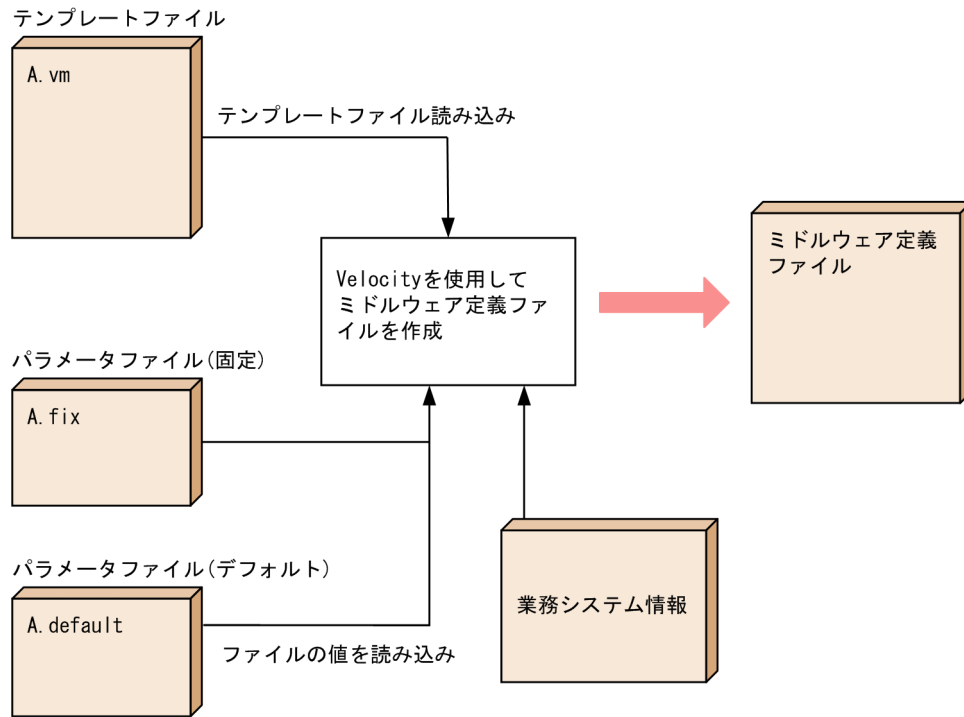 テンプレートファイル
A.vm
テンプレートファイル読み込み
Velocityを使用して
ミドルウェア定義ファ
イルを作成
ミドルウェア定義
ファイル
パラメータファイル(固定)
A.fix
パラメータファイル(デフォルト)
A.default
ファイルの値を読み込み
業務システム情報